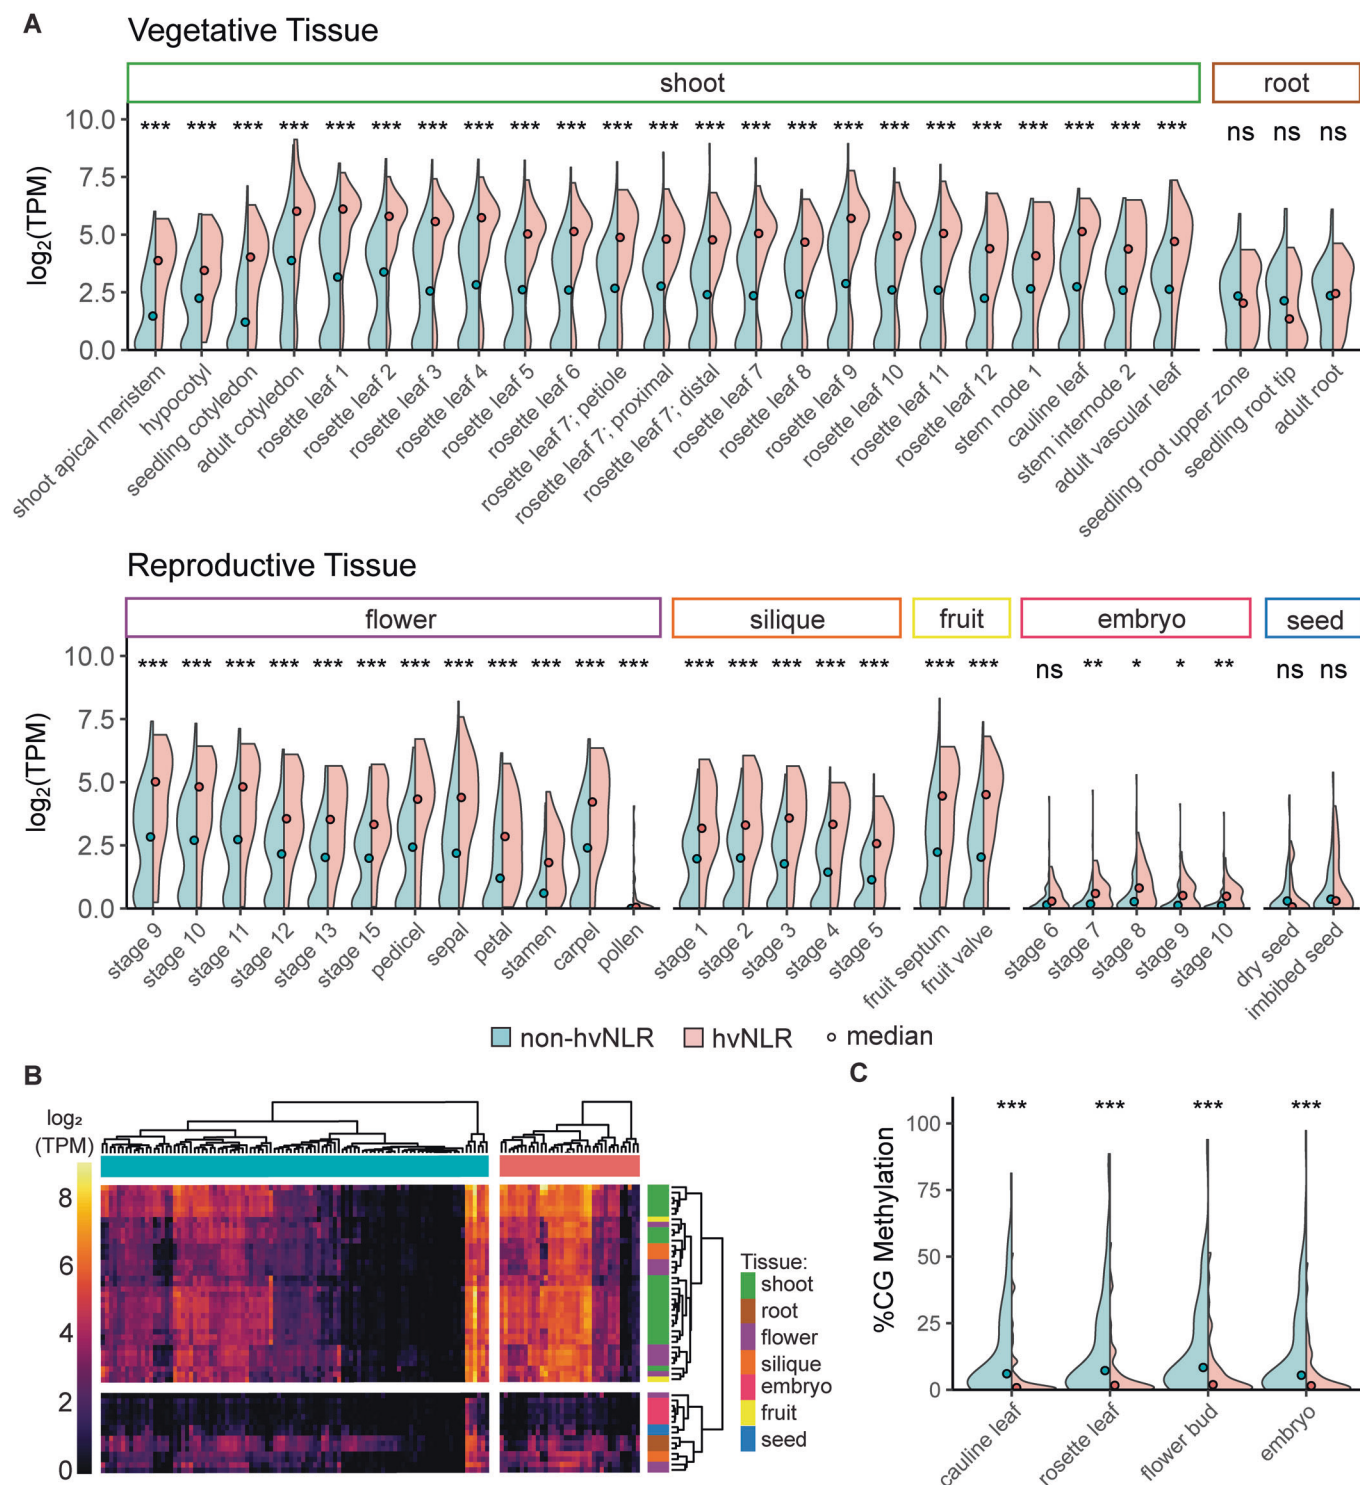 A
Vegetative Tissue
shoot
root
10.0
7.5
5.0
2.5
0.0
log₂(TPM)
*** *** *** *** *** *** *** *** *** *** *** *** *** *** *** *** *** *** *** *** *** *** ***
ns ns ns
shoot apical meristem
hypocotyl
seedling cotyledon
adult cotyledon
rosette leaf 1
rosette leaf 2
rosette leaf 3
rosette leaf 4
rosette leaf 5
rosette leaf 6
rosette leaf 7; petiole
rosette leaf 7; proximal
rosette leaf 7; distal
rosette leaf 7
rosette leaf 8
rosette leaf 9
rosette leaf 10
rosette leaf 11
rosette leaf 12
stem node 1
cauline leaf
stem internode 2
adult vascular leaf
seedling root upper zone
seedling root tip
adult root
Reproductive Tissue
flower
silique
fruit
embryo
seed
10.0
7.5
5.0
2.5
0.0
log₂(TPM)
*** *** *** *** *** *** *** *** *** *** *** ***
*** *** *** *** ***
*** ***
ns ** * * **
ns ns
stage 9
stage 10
stage 11
stage 12
stage 13
stage 15
pedicel
sepal
petal
stamen
carpel
pollen
stage 1
stage 2
stage 3
stage 4
stage 5
fruit septum
fruit valve
stage 6
stage 7
stage 8
stage 9
stage 10
dry seed
imbibed seed
non-hvNLR hvNLR median
B
log₂
(TPM)
8
6
4
2
0
Tissue:
shoot
root
flower
silique
embryo
fruit
seed
C
%CG Methylation
100
75
50
25
0
*** *** *** ***
cauline leaf
rosette leaf
flower bud
embryo